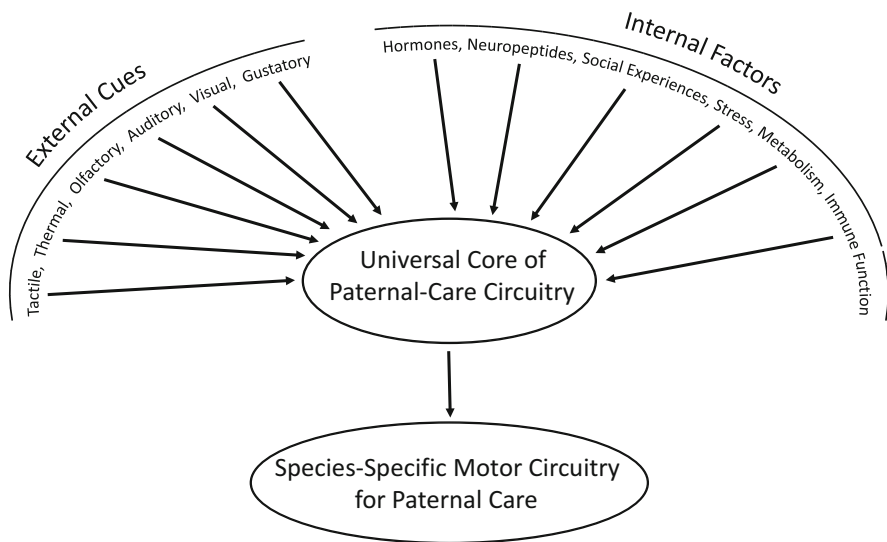 External Cues
Tactile, Thermal, Olfactory, Auditory, Visual, Gustatory
Internal Factors
Hormones, Neuropeptides, Social Experiences, Stress, Metabolism, Immune Function
Universal Core of
Paternal-Care Circuitry
Species-Specific Motor Circuitry
for Paternal Care